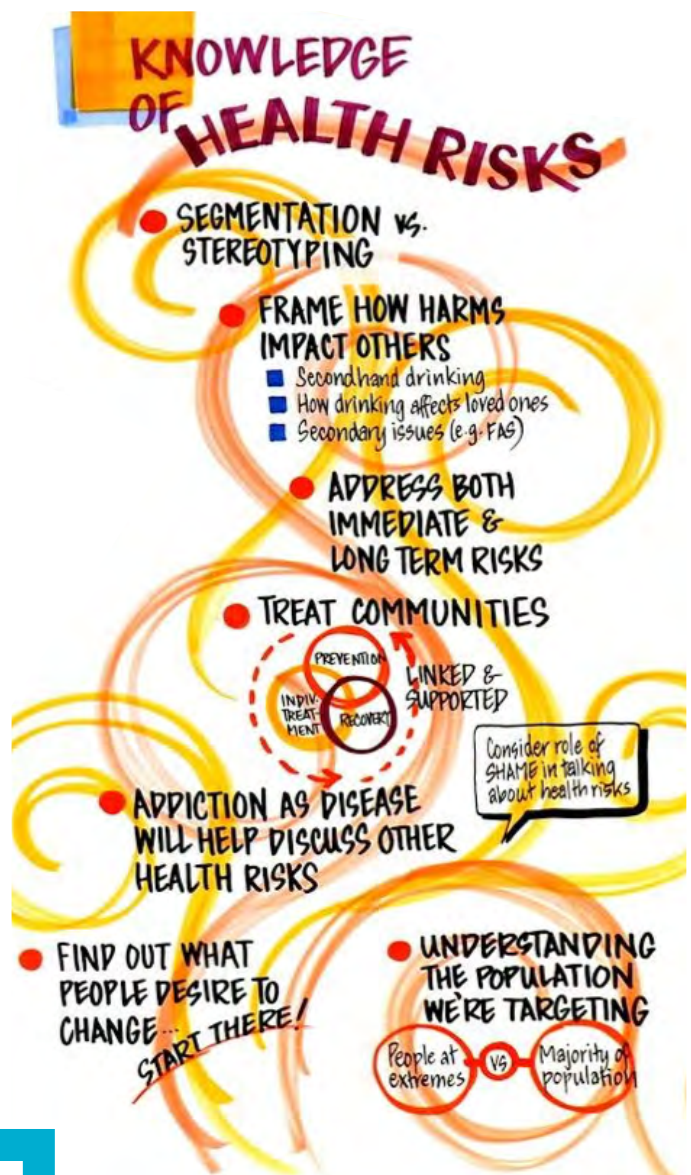 KNOWLEDGE
OF HEALTH RISKS
SEGMENTATION vs.
STEREOTYPING
FRAME HOW HARMS
IMPACT OTHERS
Secondhand drinking
How drinking affects loved ones
Secondary issues (e.g. FAS)
ADDRESS BOTH
IMMEDIATE &
LONG TERM RISKS
TREAT COMMUNITIES
PREVENTION
INDIV.
TREAT-
MENT
RECOVERY
LINKED &
SUPPORTED
Consider role of
SHAME in talking
about health risks
ADDICTION AS DISEASE
WILL HELP DISCUSS OTHER
HEALTH RISKS
FIND OUT WHAT
PEOPLE DESIRE TO
CHANGE...
START THERE!
UNDERSTANDING
THE POPULATION
WE'RE TARGETING
People at
extremes
VS
Majority of
population